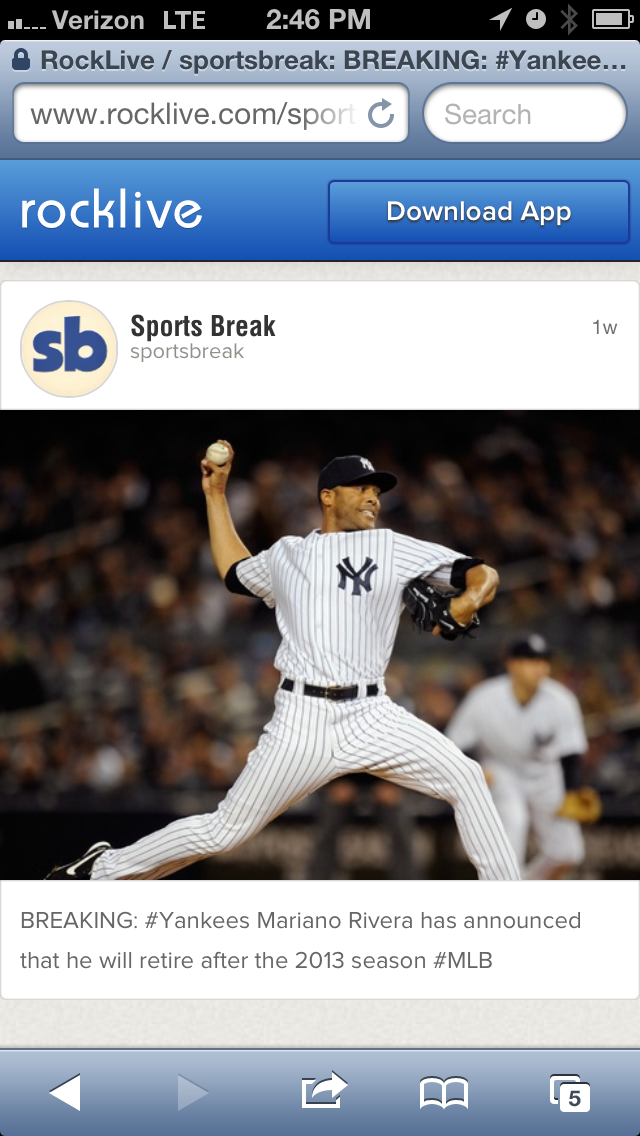 Verizon LTE 2:46 PM
RockLive / sportsbreak: BREAKING: #Yankee...
www.rocklive.com/sport
Search
rocklive
Download App
sb
Sports Break
1w
sportsbreak
NY
BREAKING: #Yankees Mariano Rivera has announced
that he will retire after the 2013 season #MLB
5